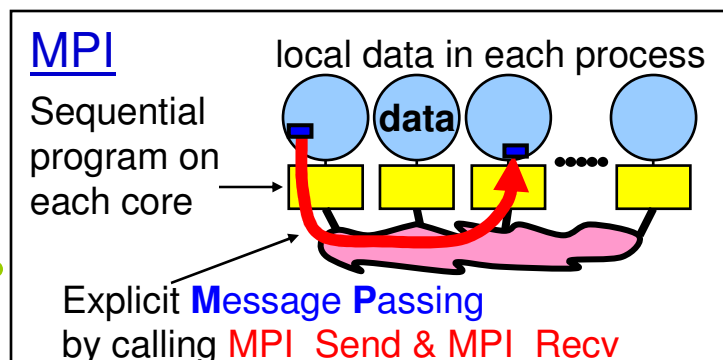 MPI
local data in each process
Sequential
program on
each core
data
Explicit Message Passing
by calling MPI_Send & MPI_Recv